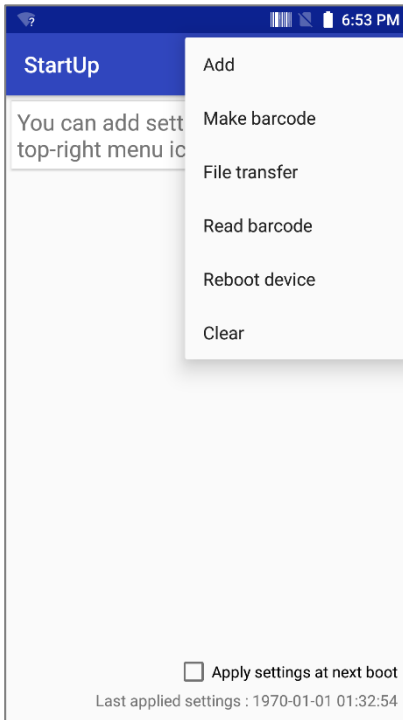 6:53 PM
StartUp
Add
You can add sett
top-right menu ic
Make barcode
File transfer
Read barcode
Reboot device
Clear
Apply settings at next boot
Last applied settings : 1970-01-01 01:32:54